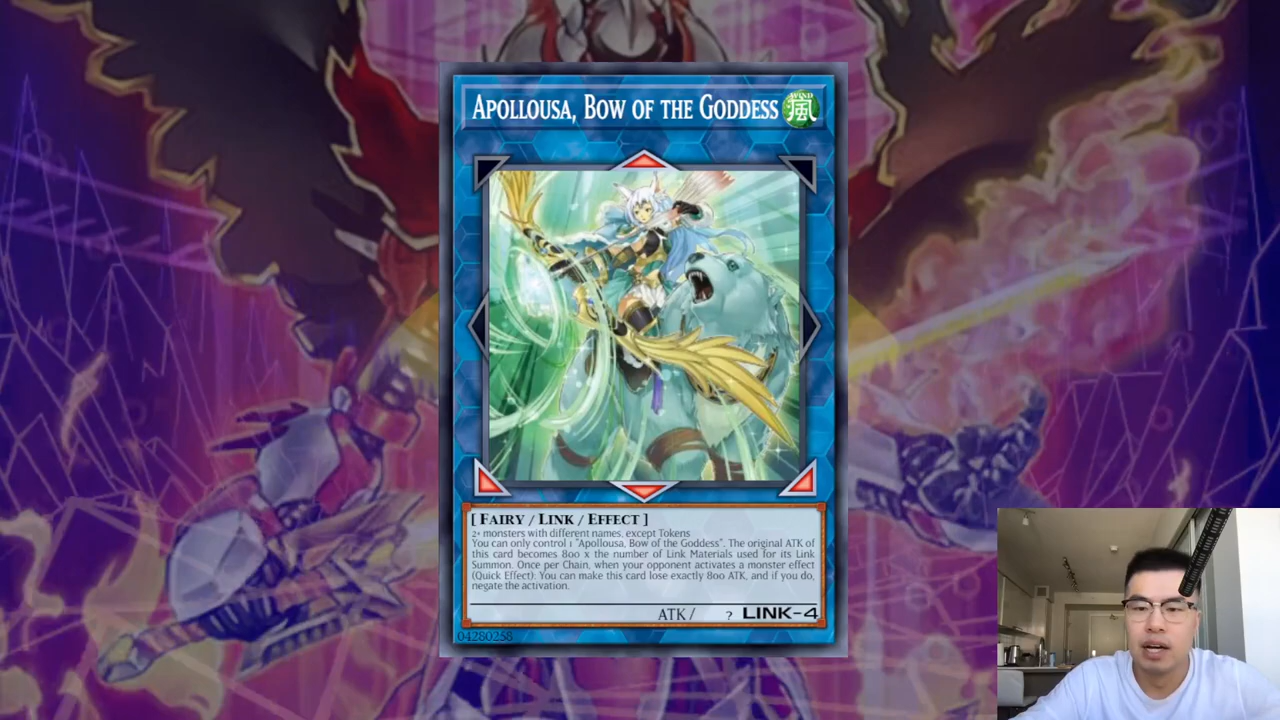 APOLLOUSA, BOW OF THE GODDESS
WIND
風
[ FAIRY / LINK / EFFECT ]
2+ monsters with different names, except Tokens
You can only control 1 "Apollousa, Bow of the Goddess". The original ATK of
this card becomes 800 x the number of Link Materials used for its Link
Summon. Once per Chain, when your opponent activates a monster effect
(Quick Effect): You can make this card lose exactly 800 ATK, and if you do,
negate the activation.
ATK/ ? LINK-4
04280258